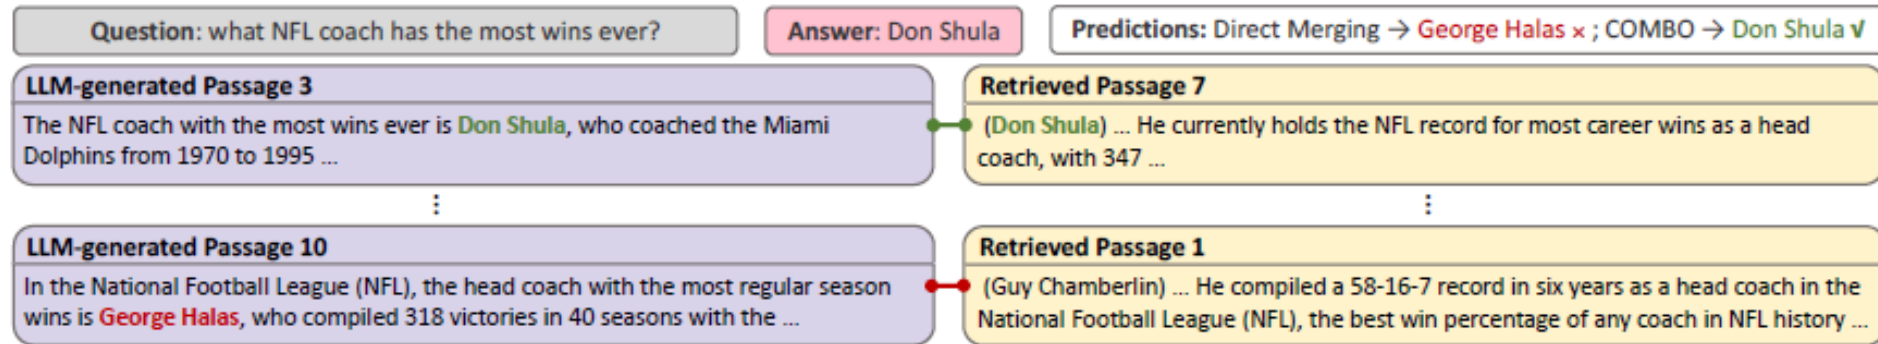 Question: what NFL coach has the most wins ever?
Answer: Don Shula
Predictions: Direct Merging → George Halas × ; COMBO → Don Shula √
LLM-generated Passage 3
The NFL coach with the most wins ever is Don Shula, who coached the Miami
Dolphins from 1970 to 1995 ...
Retrieved Passage 7
(Don Shula) ... He currently holds the NFL record for most career wins as a head
coach, with 347 ...
⋮
⋮
LLM-generated Passage 10
In the National Football League (NFL), the head coach with the most regular season
wins is George Halas, who compiled 318 victories in 40 seasons with the ...
Retrieved Passage 1
(Guy Chamberlin) ... He compiled a 58-16-7 record in six years as a head coach in the
National Football League (NFL), the best win percentage of any coach in NFL history ...